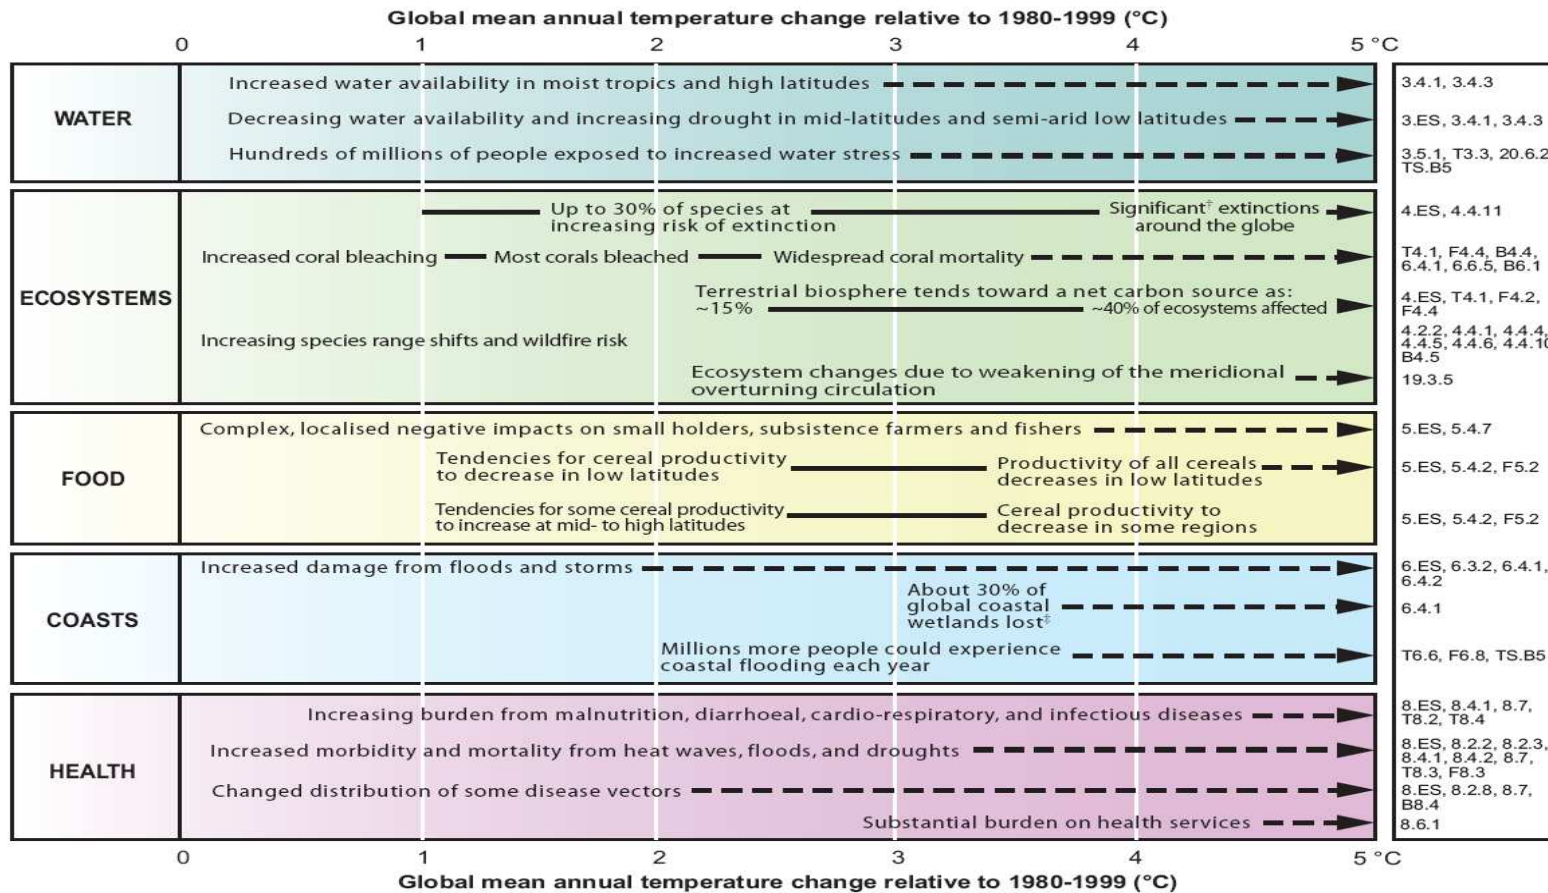 Global mean annual temperature change relative to 1980-1999 (°C)
0 1 2 3 4 5 °C
WATER
Increased water availability in moist tropics and high latitudes
3.4.1, 3.4.3
Decreasing water availability and increasing drought in mid-latitudes and semi-arid low latitudes
3.ES, 3.4.1, 3.4.3
Hundreds of millions of people exposed to increased water stress
3.5.1, T3.3, 20.6.2
TS.B5
ECOSYSTEMS
Up to 30% of species at
increasing risk of extinction
Significant† extinctions
around the globe
4.ES, 4.4.11
Increased coral bleaching
Most corals bleached
Widespread coral mortality
T4.1, F4.4, B4.4,
6.4.1, 6.6.5, B6.1
Terrestrial biosphere tends toward a net carbon source as:
~15%
~40% of ecosystems affected
4.ES, T4.1, F4.2,
F4.4
Increasing species range shifts and wildfire risk
4.2.2, 4.4.1, 4.4.4,
4.4.5, 4.4.6, 4.4.10
B4.5
Ecosystem changes due to weakening of the meridional
overturning circulation
19.3.5
FOOD
Complex, localised negative impacts on small holders, subsistence farmers and fishers
5.ES, 5.4.7
Tendencies for cereal productivity
to decrease in low latitudes
Productivity of all cereals
decreases in low latitudes
5.ES, 5.4.2, F5.2
Tendencies for some cereal productivity
to increase at mid- to high latitudes
Cereal productivity to
decrease in some regions
5.ES, 5.4.2, F5.2
COASTS
Increased damage from floods and storms
6.ES, 6.3.2, 6.4.1,
6.4.2
About 30% of
global coastal
wetlands lost‡
6.4.1
Millions more people could experience
coastal flooding each year
T6.6, F6.8, TS.B5
HEALTH
Increasing burden from malnutrition, diarrhoeal, cardio-respiratory, and infectious diseases
8.ES, 8.4.1, 8.7,
T8.2, T8.4
Increased morbidity and mortality from heat waves, floods, and droughts
8.ES, 8.2.2, 8.2.3,
8.4.1, 8.4.2, 8.7,
T8.3, F8.3
Changed distribution of some disease vectors
8.ES, 8.2.8, 8.7,
B8.4
Substantial burden on health services
8.6.1
0 1 2 3 4 5 °C
Global mean annual temperature change relative to 1980-1999 (°C)